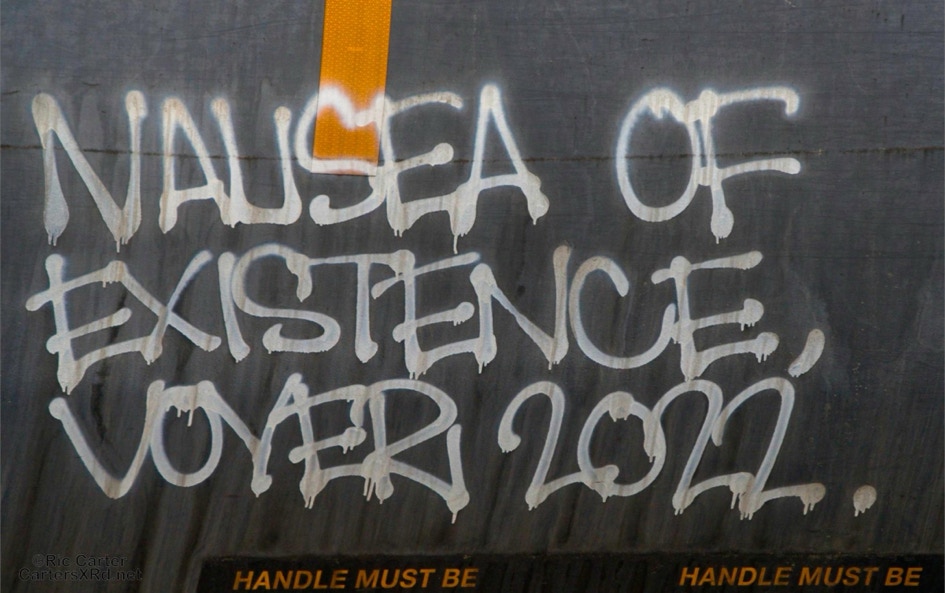 NAUSEA OF
EXISTENCE,
VOYER 2022.
©Ric Carter
CartersXRd.net
HANDLE MUST BE HANDLE MUST BE